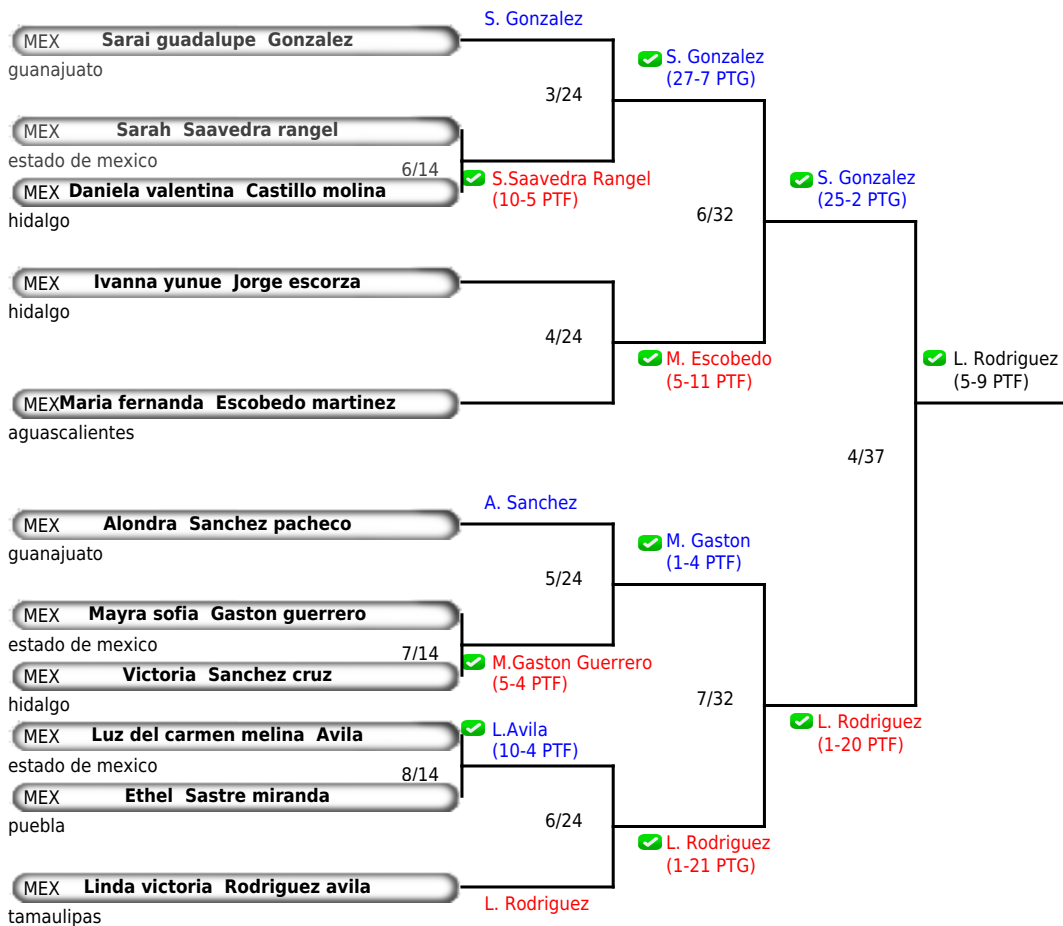 S. Gonzalez
MEX Sarai guadalupe Gonzalez
guanajuato
S. Gonzalez
(27-7 PTG)
3/24
MEX Sarah Saavedra rangel
estado de mexico
6/14
S.Saavedra Rangel
(10-5 PTF)
MEX Daniela valentina Castillo molina
hidalgo
S. Gonzalez
(25-2 PTG)
6/32
MEX Ivanna yunue Jorge escorza
hidalgo
4/24
M. Escobedo
(5-11 PTF)
L. Rodriguez
(5-9 PTF)
MEX Maria fernanda Escobedo martinez
aguascalientes
4/37
A. Sanchez
MEX Alondra Sanchez pacheco
guanajuato
M. Gaston
(1-4 PTF)
5/24
MEX Mayra sofia Gaston guerrero
estado de mexico
7/14
M.Gaston Guerrero
(5-4 PTF)
MEX Victoria Sanchez cruz
hidalgo
7/32
L. Rodriguez
(1-20 PTF)
MEX Luz del carmen melina Avila
estado de mexico
L.Avila
(10-4 PTF)
8/14
MEX Ethel Sastre miranda
puebla
6/24
L. Rodriguez
(1-21 PTG)
MEX Linda victoria Rodriguez avila
tamaulipas
L. Rodriguez